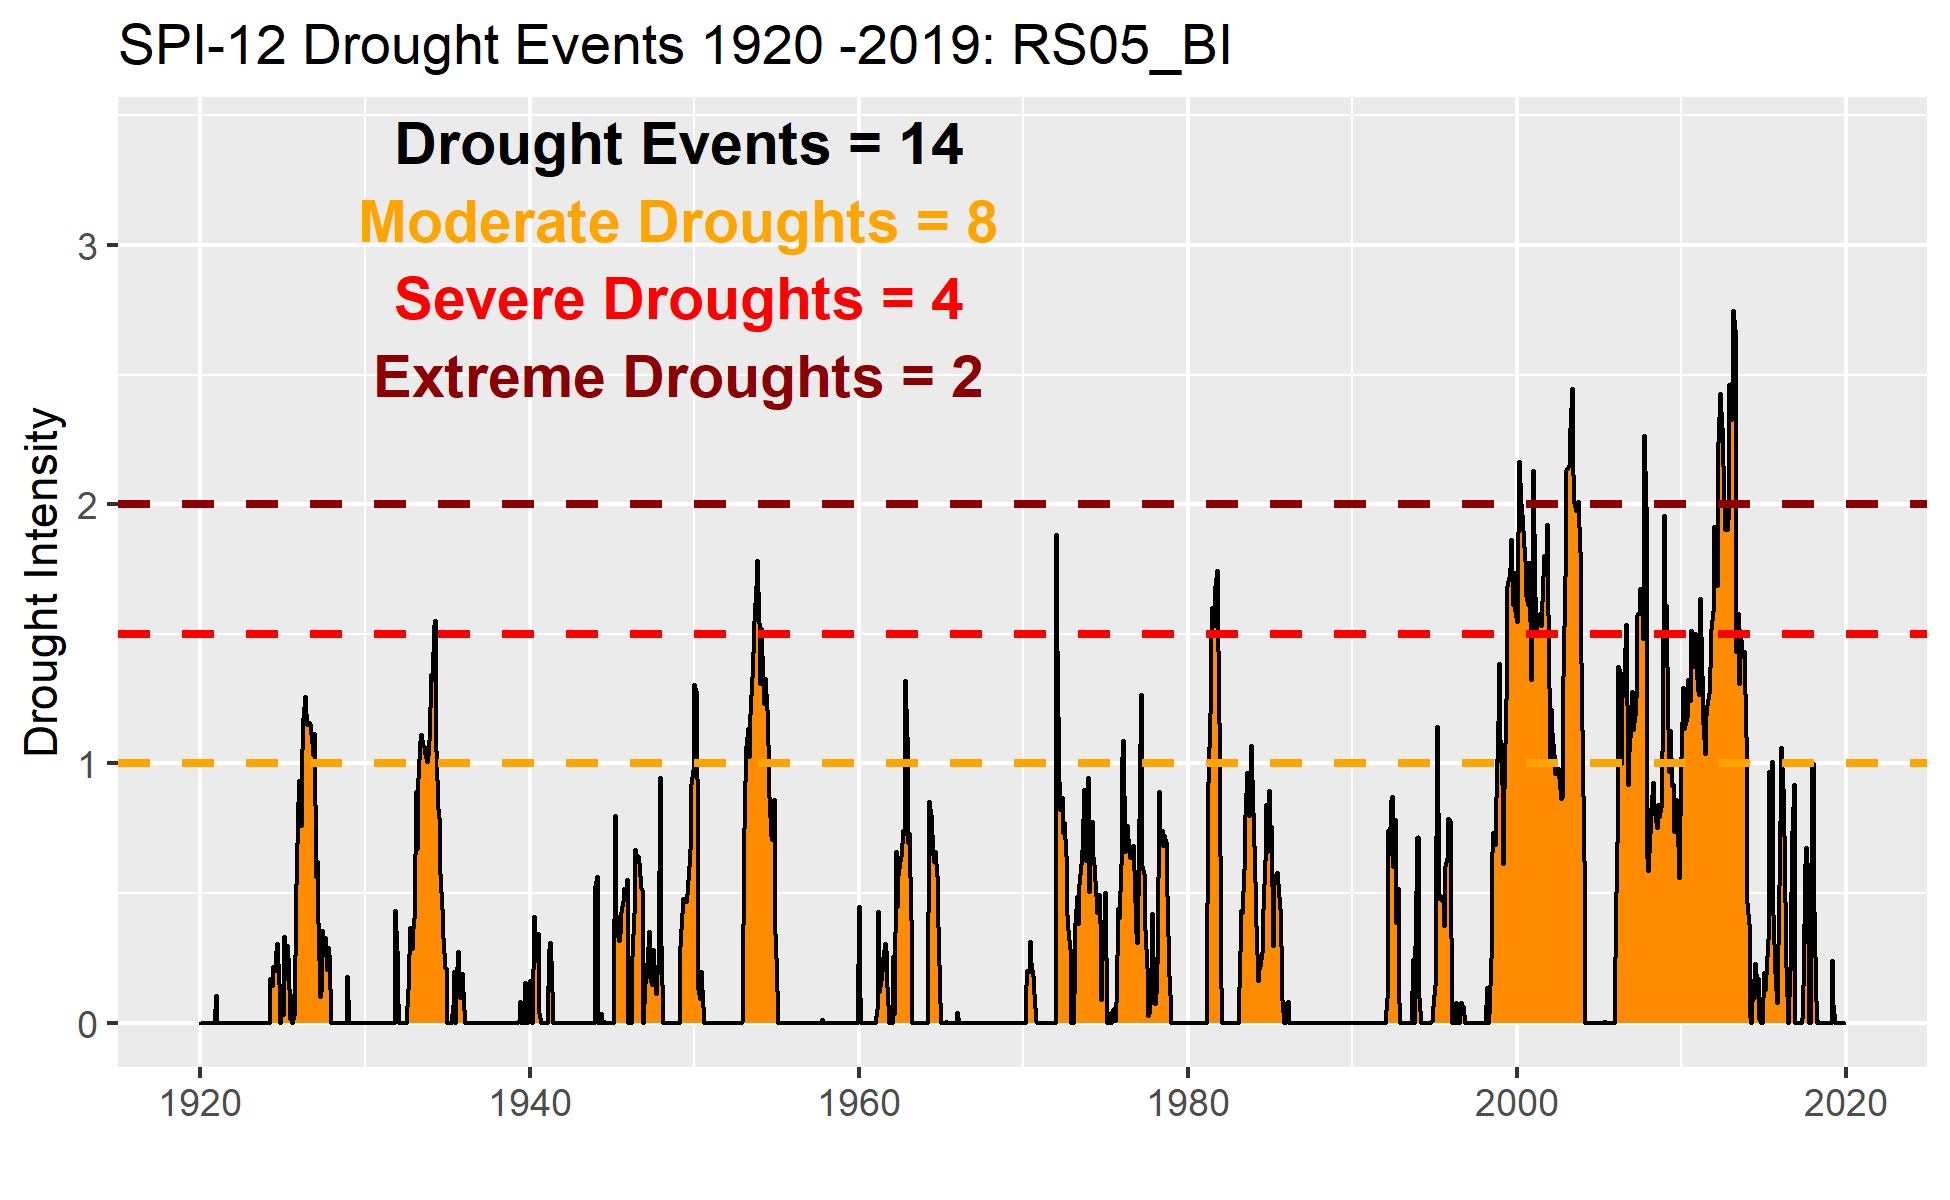 SPI-12 Drought Events 1920 -2019: RS05_BI
Drought Events = 14
Moderate Droughts = 8
Severe Droughts = 4
Extreme Droughts = 2
Drought Intensity
3
2
1
0
1920 1940 1960 1980 2000 2020